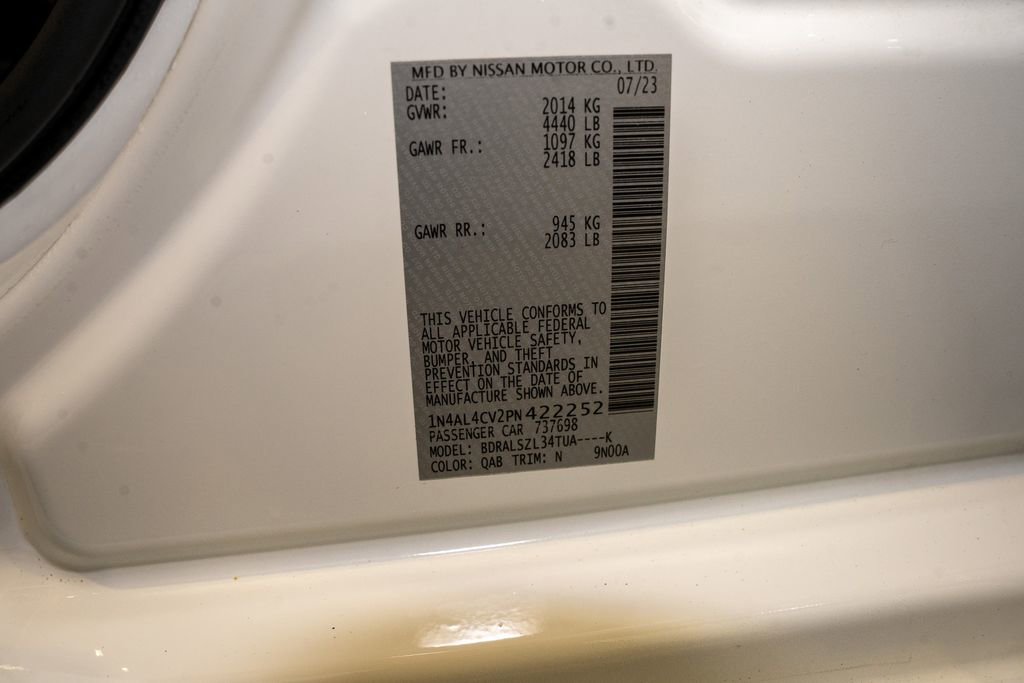 MFD BY NISSAN MOTOR CO., LTD.
DATE: 07/23
GVWR: 2014 KG
4440 LB
GAWR FR.: 1097 KG
2418 LB
GAWR RR.: 945 KG
2083 LB
THIS VEHICLE CONFORMS TO
ALL APPLICABLE FEDERAL
MOTOR VEHICLE SAFETY,
BUMPER, AND THEFT
PREVENTION STANDARDS IN
EFFECT ON THE DATE OF
MANUFACTURE SHOWN ABOVE.
1N4AL4CV2PN422252
PASSENGER CAR 737698
MODEL: BDRALSZL34TUA----K
COLOR: QAB TRIM: N 9N00A